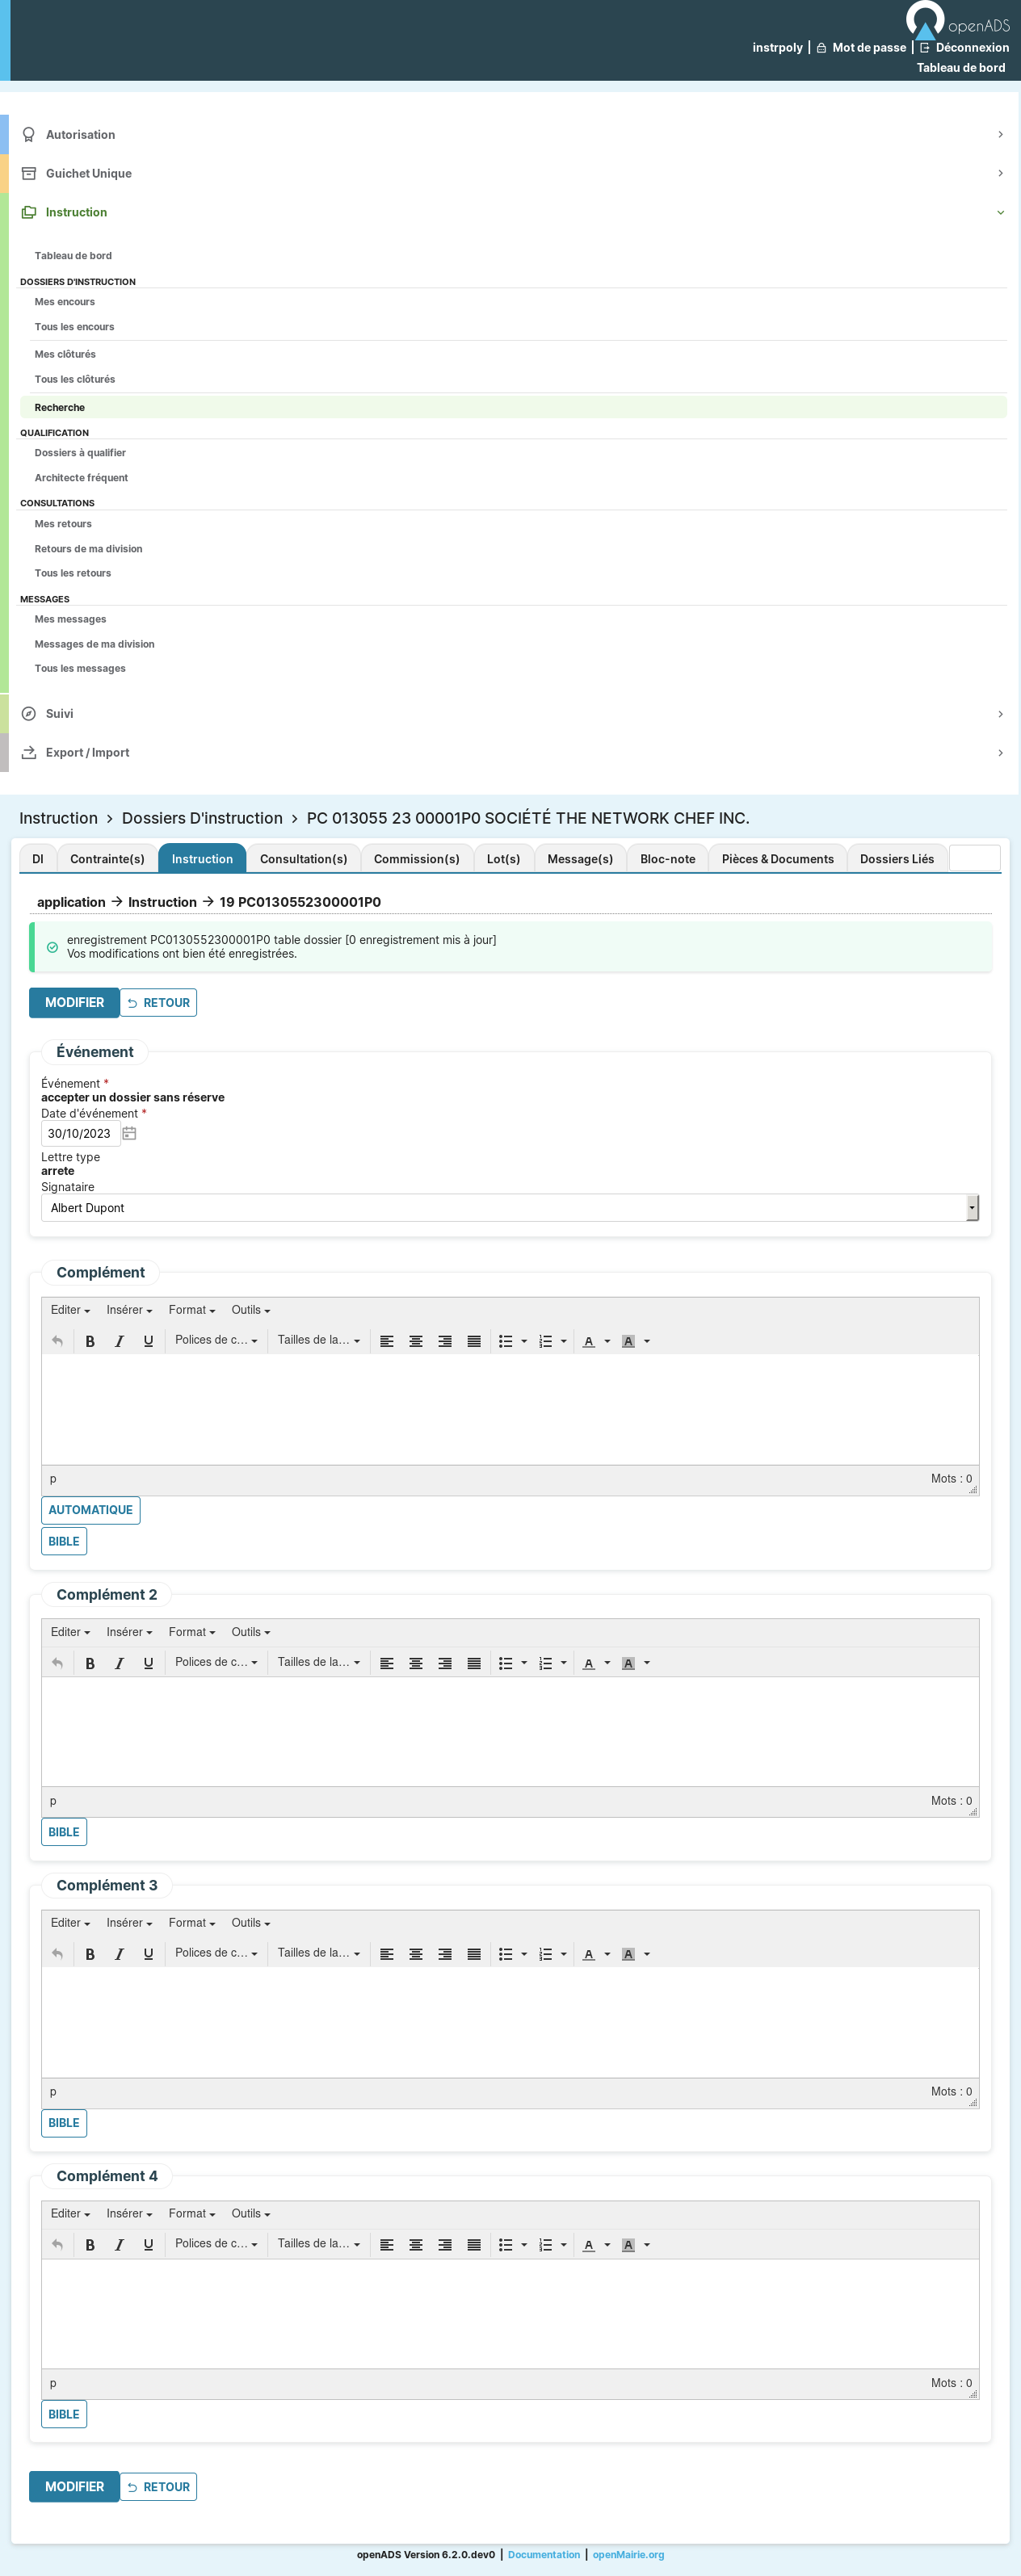 openADS
instrpoly | Mot de passe | Déconnexion
Tableau de bord
Autorisation
Guichet Unique
Instruction
Tableau de bord
DOSSIERS D'INSTRUCTION
Mes encours
Tous les encours
Mes clôturés
Tous les clôturés
Recherche
QUALIFICATION
Dossiers à qualifier
Architecte fréquent
CONSULTATIONS
Mes retours
Retours de ma division
Tous les retours
MESSAGES
Mes messages
Messages de ma division
Tous les messages
Suivi
Export / Import
Instruction > Dossiers D'instruction > PC 013055 23 00001P0 SOCIÉTÉ THE NETWORK CHEF INC.
DI Contrainte(s) Instruction Consultation(s) Commission(s) Lot(s) Message(s) Bloc-note Pièces & Documents Dossiers Liés
application → Instruction → 19 PC0130552300001P0
enregistrement PC0130552300001P0 table dossier [0 enregistrement mis à jour]
Vos modifications ont bien été enregistrées.
MODIFIER RETOUR
Événement
Événement *
accepter un dossier sans réserve
Date d'événement *
30/10/2023
Lettre type
arrete
Signataire
Albert Dupont
Complément
Editer Insérer Format Outils
B I U Polices de c... Tailles de la... A A
p Mots : 0
AUTOMATIQUE
BIBLE
Complément 2
Editer Insérer Format Outils
B I U Polices de c... Tailles de la... A A
p Mots : 0
BIBLE
Complément 3
Editer Insérer Format Outils
B I U Polices de c... Tailles de la... A A
p Mots : 0
BIBLE
Complément 4
Editer Insérer Format Outils
B I U Polices de c... Tailles de la... A A
p Mots : 0
BIBLE
MODIFIER RETOUR
openADS Version 6.2.0.dev0 | Documentation | openMairie.org